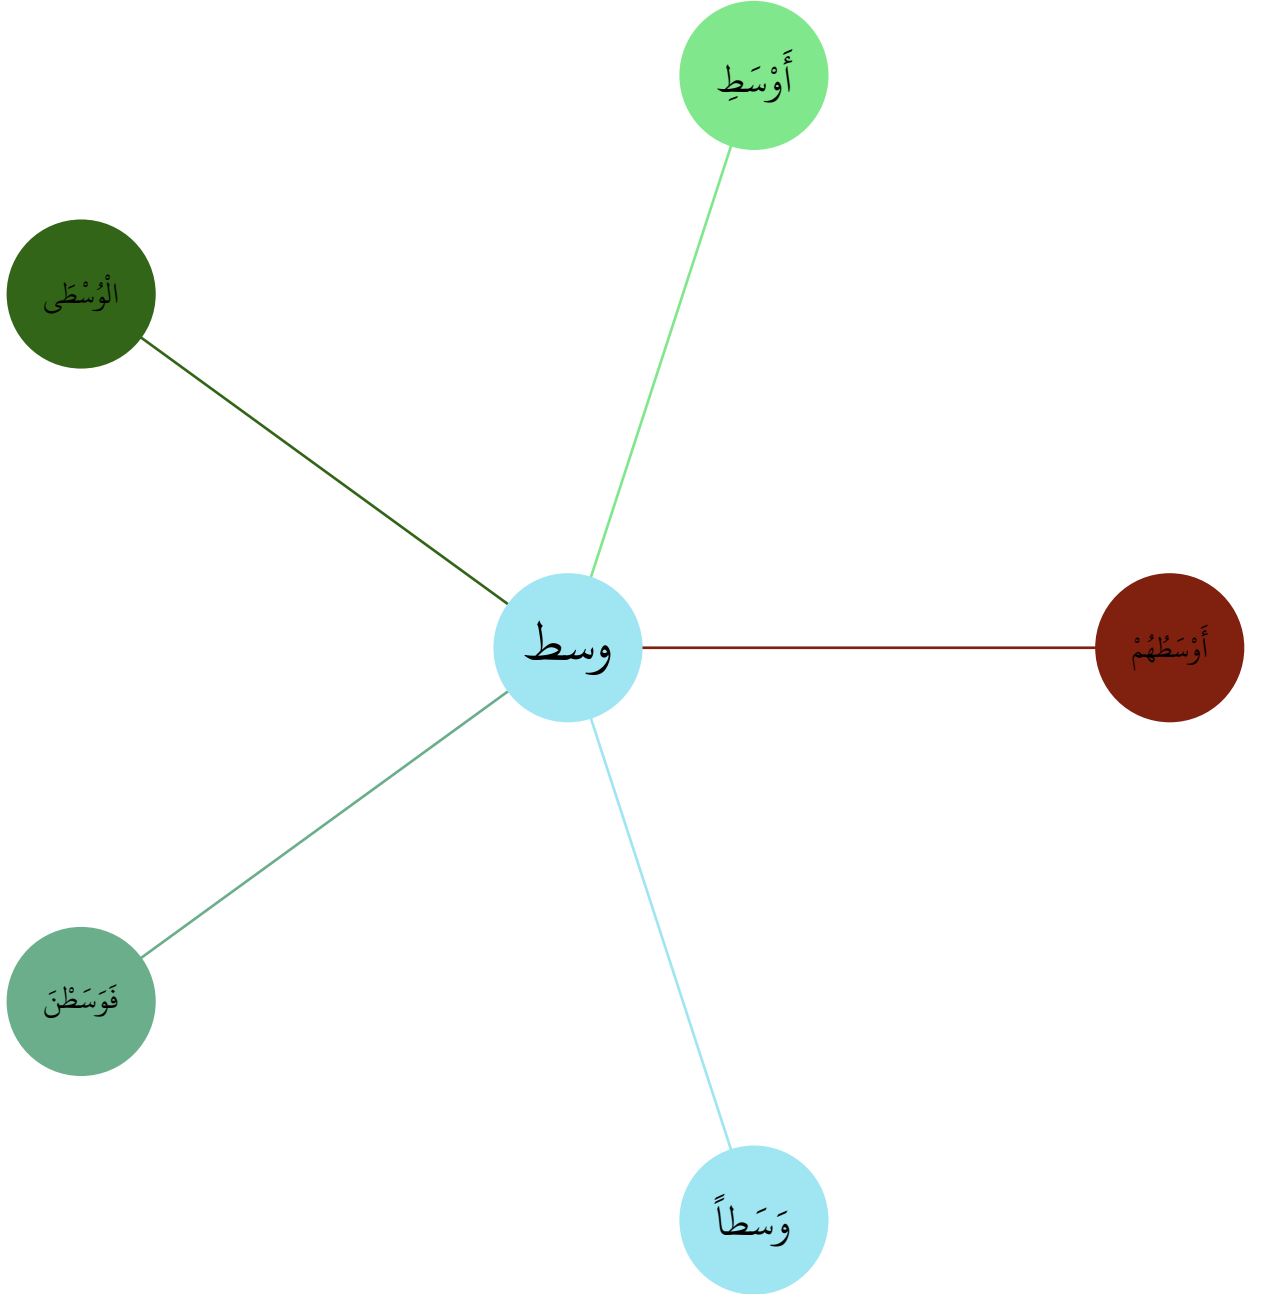 أَوْسَطِ
الْوُسْطَى
وسط
أَوْسَطُهُمْ
فَوَسَطْنَ
وَسَطاً